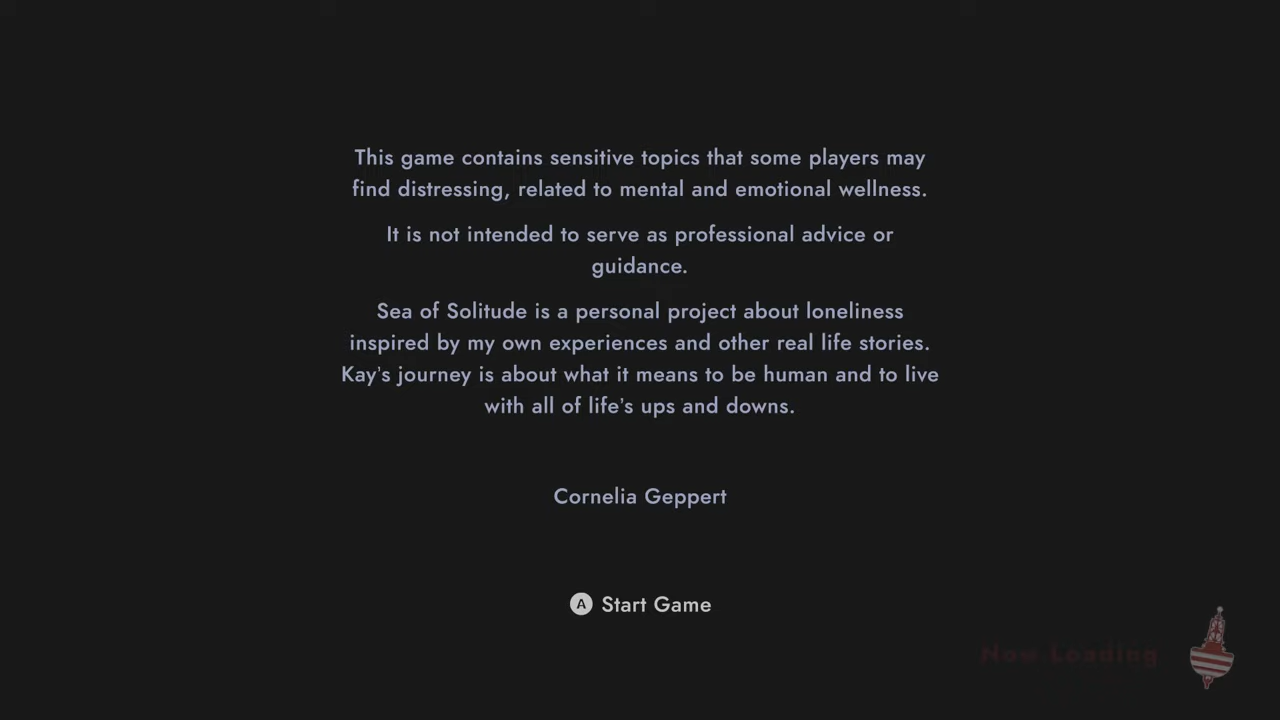 This game contains sensitive topics that some players may
find distressing, related to mental and emotional wellness.
It is not intended to serve as professional advice or
guidance.
Sea of Solitude is a personal project about loneliness
inspired by my own experiences and other real life stories.
Kay's journey is about what it means to be human and to live
with all of life's ups and downs.
Cornelia Geppert
A Start Game
Now Loading